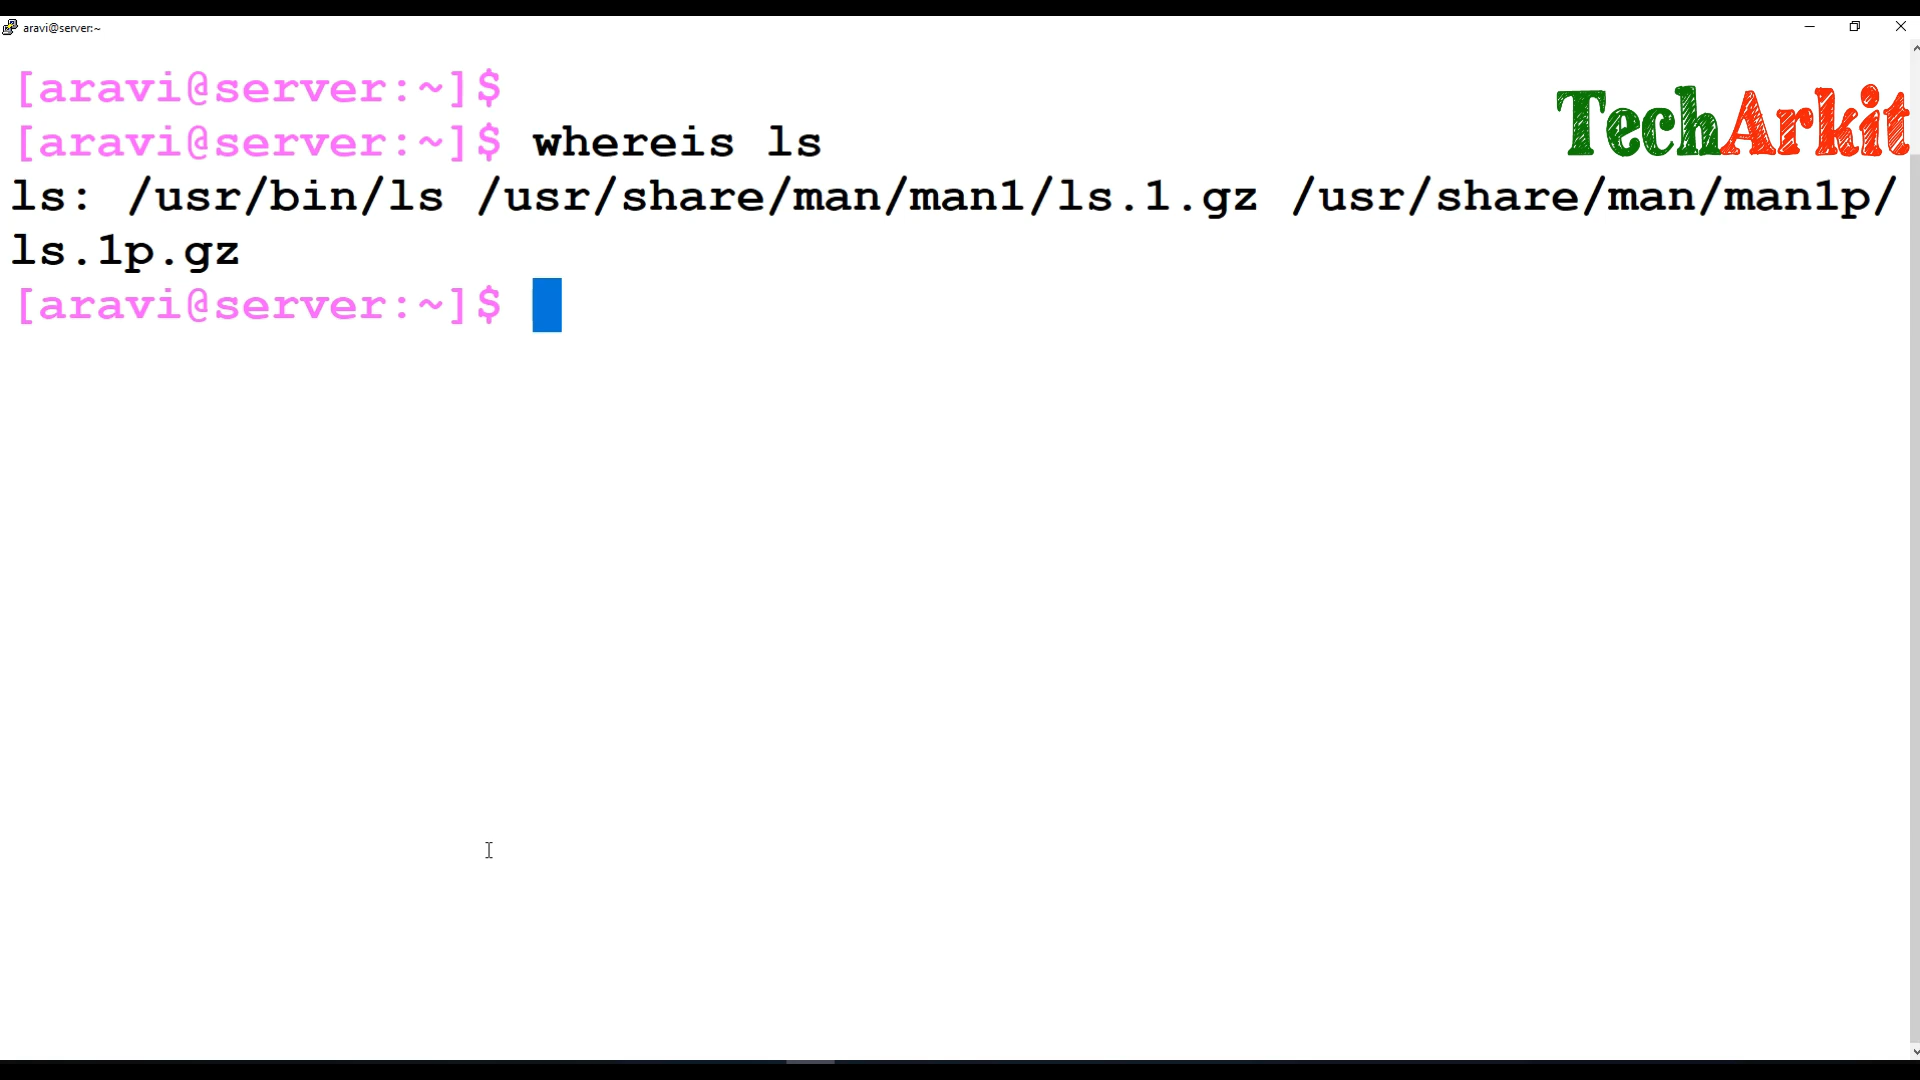 aravi@server:~
[aravi@server:~]$
[aravi@server:~]$ whereis ls
ls: /usr/bin/ls /usr/share/man/man1/ls.1.gz /usr/share/man/man1p/
ls.1p.gz
[aravi@server:~]$
TechArkit